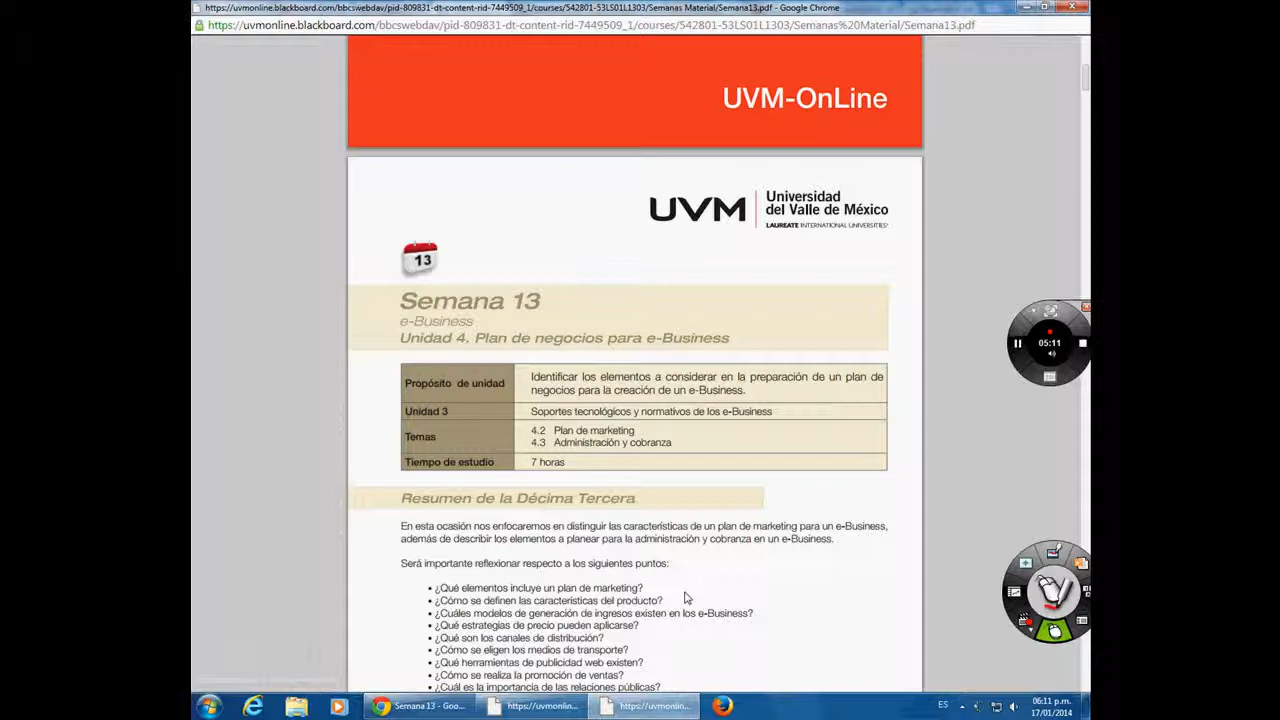 https://uvmonline.blackboard.com/bbcswebdav/pid-809831-dt-content-rid-7449509_1/courses/542801-53LS01L1303/Semanas Material/Semana13.pdf - Google Chrome
https://uvmonline.blackboard.com/bbcswebdav/pid-809831-dt-content-rid-7449509_1/courses/542801-53LS01L1303/Semanas%20Material/Semana13.pdf
UVM-OnLine
UVM
Universidad
del Valle de México
LAUREATE INTERNATIONAL UNIVERSITIES
13
Semana 13
e-Business
Unidad 4. Plan de negocios para e-Business
Propósito de unidad
Identificar los elementos a considerar en la preparación de un plan de
negocios para la creación de un e-Business.
Unidad 3
Soportes tecnológicos y normativos de los e-Business
Temas
4.2 Plan de marketing
4.3 Administración y cobranza
Tiempo de estudio
7 horas
Resumen de la Décima Tercera
En esta ocasión nos enfocaremos en distinguir las características de un plan de marketing para un e-Business,
además de describir los elementos a planear para la administración y cobranza en un e-Business.
Será importante reflexionar respecto a los siguientes puntos:
• ¿Qué elementos incluye un plan de marketing?
• ¿Cómo se definen las características del producto?
• ¿Cuáles modelos de generación de ingresos existen en los e-Business?
• ¿Qué estrategias de precio pueden aplicarse?
• ¿Qué son los canales de distribución?
• ¿Cómo se eligen los medios de transporte?
• ¿Qué herramientas de publicidad web existen?
• ¿Cómo se realiza la promoción de ventas?
• ¿Cuál es la importancia de las relaciones públicas?
05:11
Semana 13 - Goo...
https://uvmonlin...
https://uvmonlin...
ES
06:11 p.m.
17/01/2014